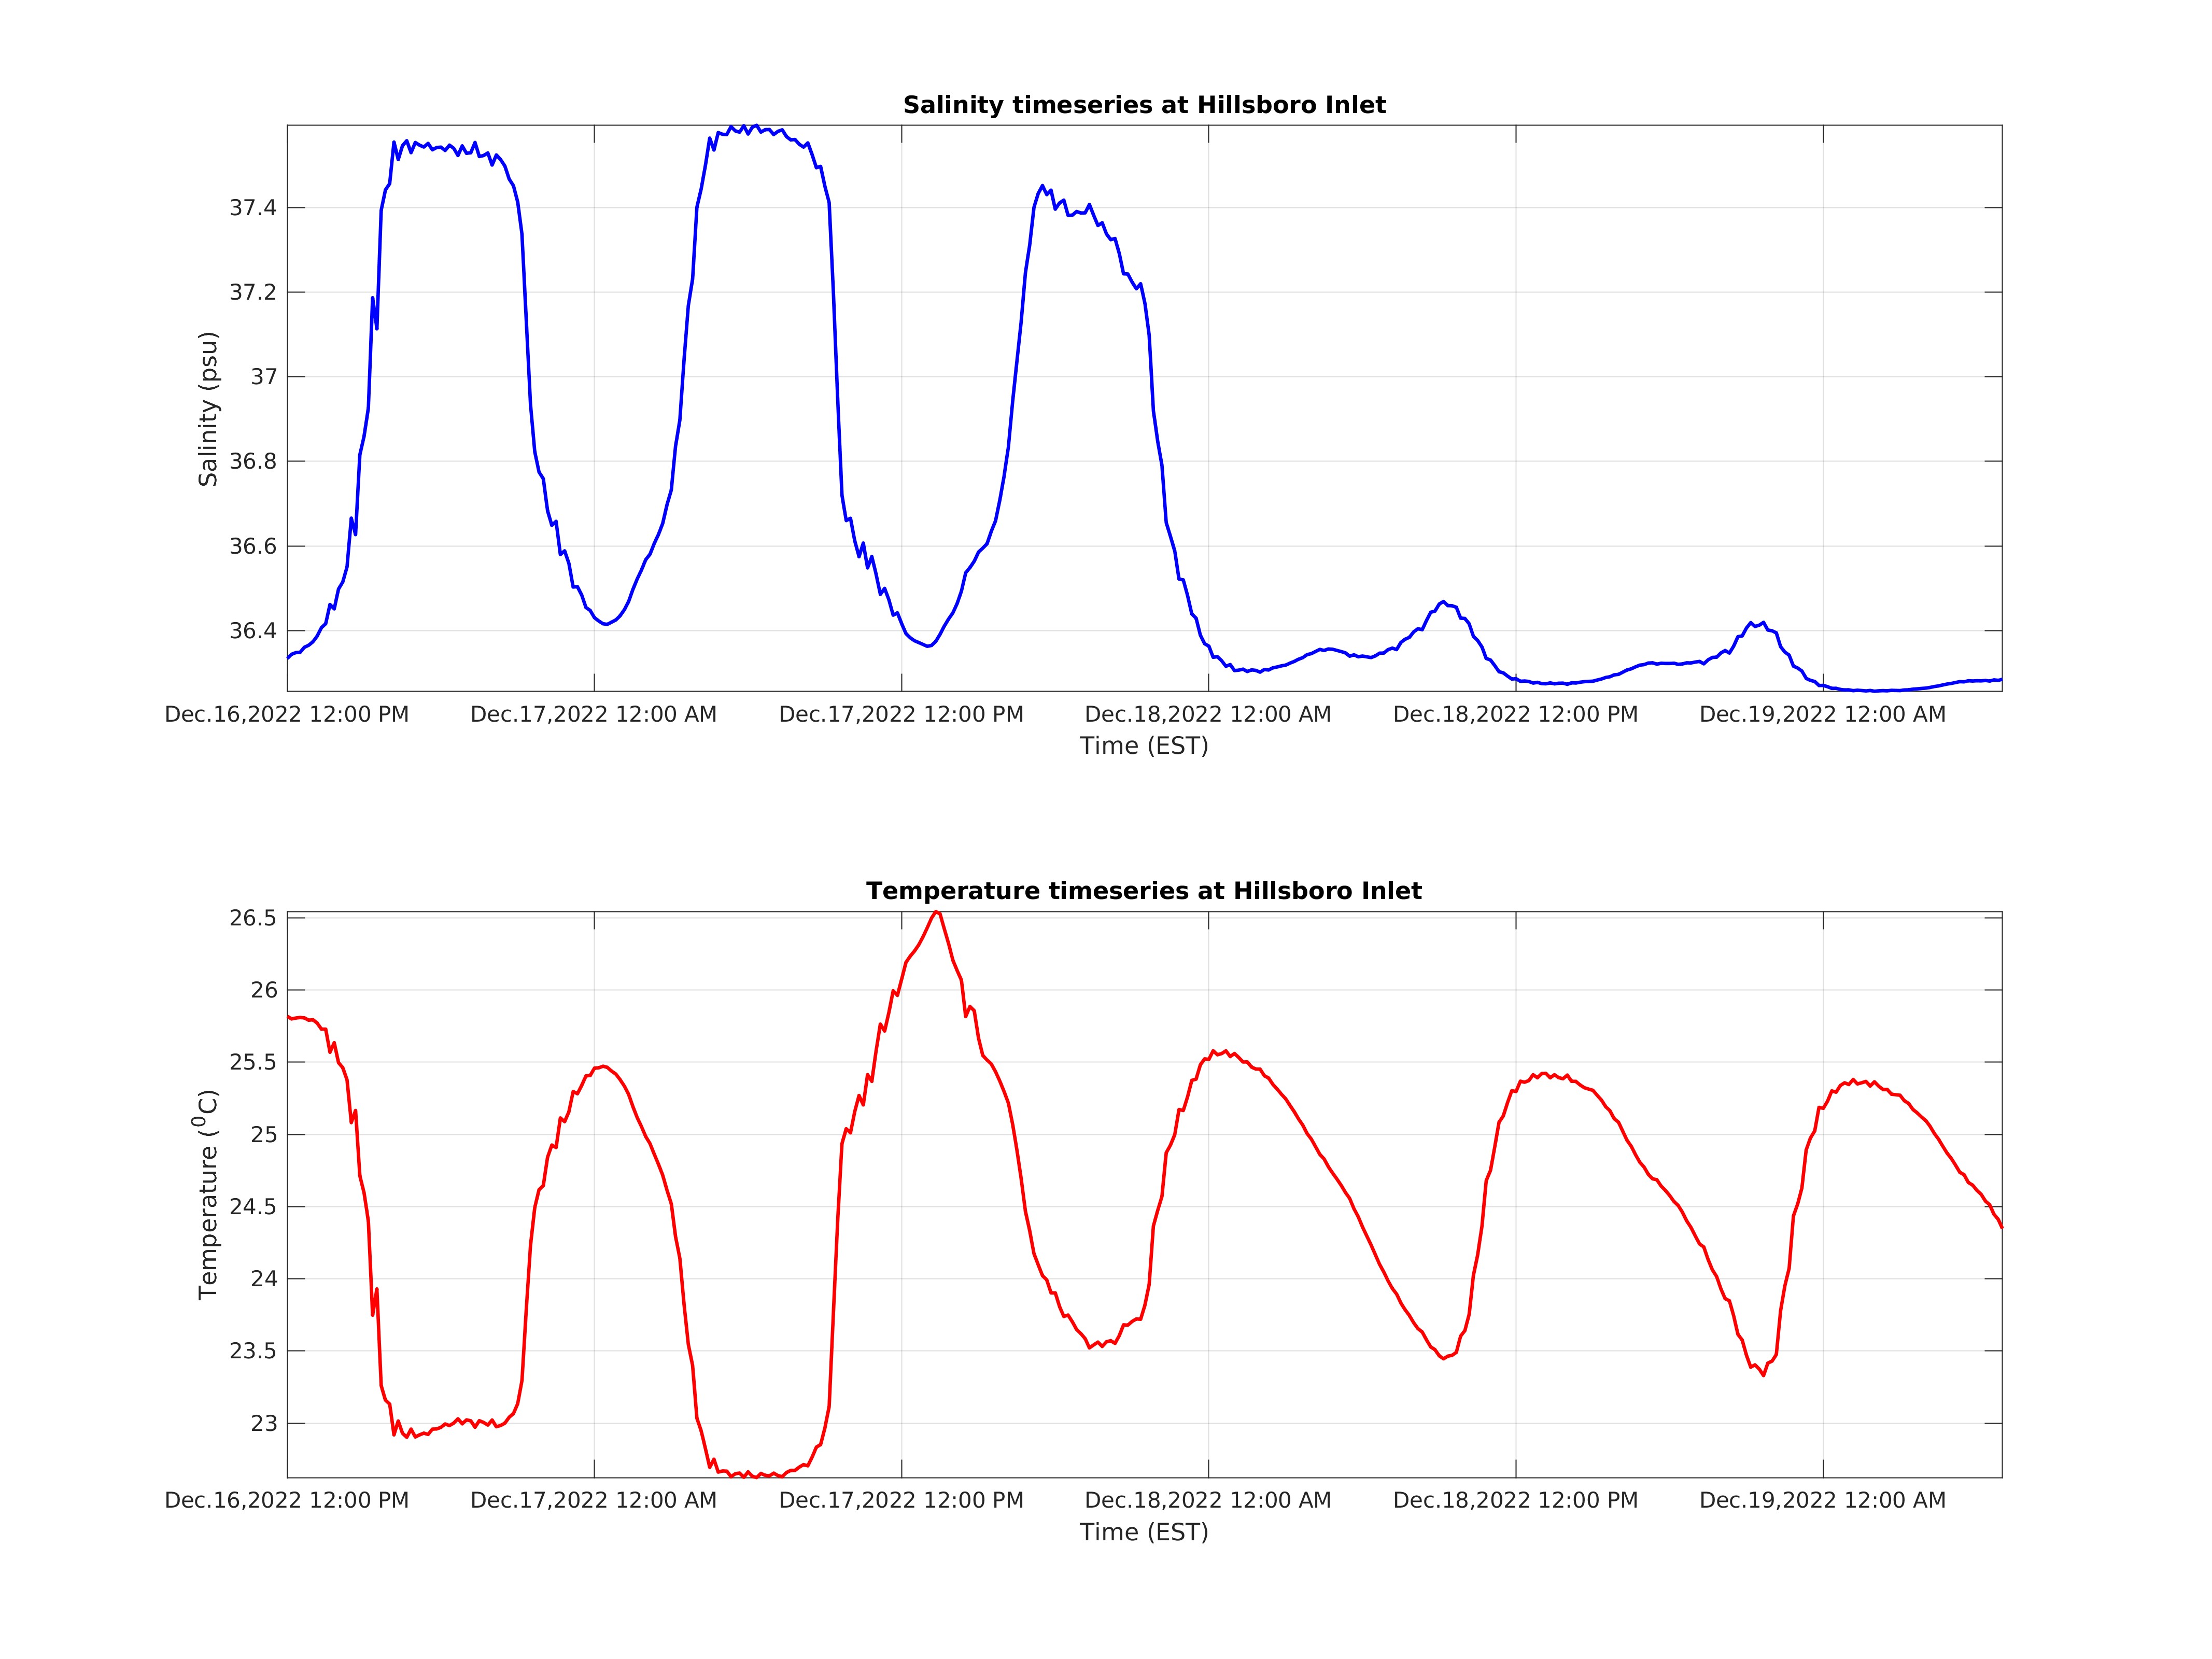 Salinity timeseries at Hillsboro Inlet
Salinity (psu)
37.4
37.2
37
36.8
36.6
36.4
Dec.16,2022 12:00 PM Dec.17,2022 12:00 AM Dec.17,2022 12:00 PM Dec.18,2022 12:00 AM Dec.18,2022 12:00 PM Dec.19,2022 12:00 AM
Time (EST)
Temperature timeseries at Hillsboro Inlet
Temperature (⁰C)
26.5
26
25.5
25
24.5
24
23.5
23
Dec.16,2022 12:00 PM Dec.17,2022 12:00 AM Dec.17,2022 12:00 PM Dec.18,2022 12:00 AM Dec.18,2022 12:00 PM Dec.19,2022 12:00 AM
Time (EST)